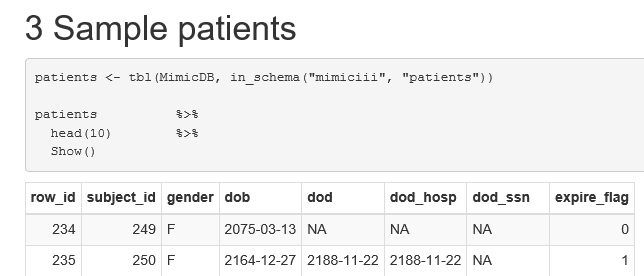 3 Sample patients
patients <- tbl(MimicDB, in_schema("mimiciii", "patients"))
patients %>%
head(10) %>%
Show()
row_id subject_id gender dob dod dod_hosp dod_ssn expire_flag
234 249 F 2075-03-13 NA NA NA 0
235 250 F 2164-12-27 2188-11-22 2188-11-22 NA 1